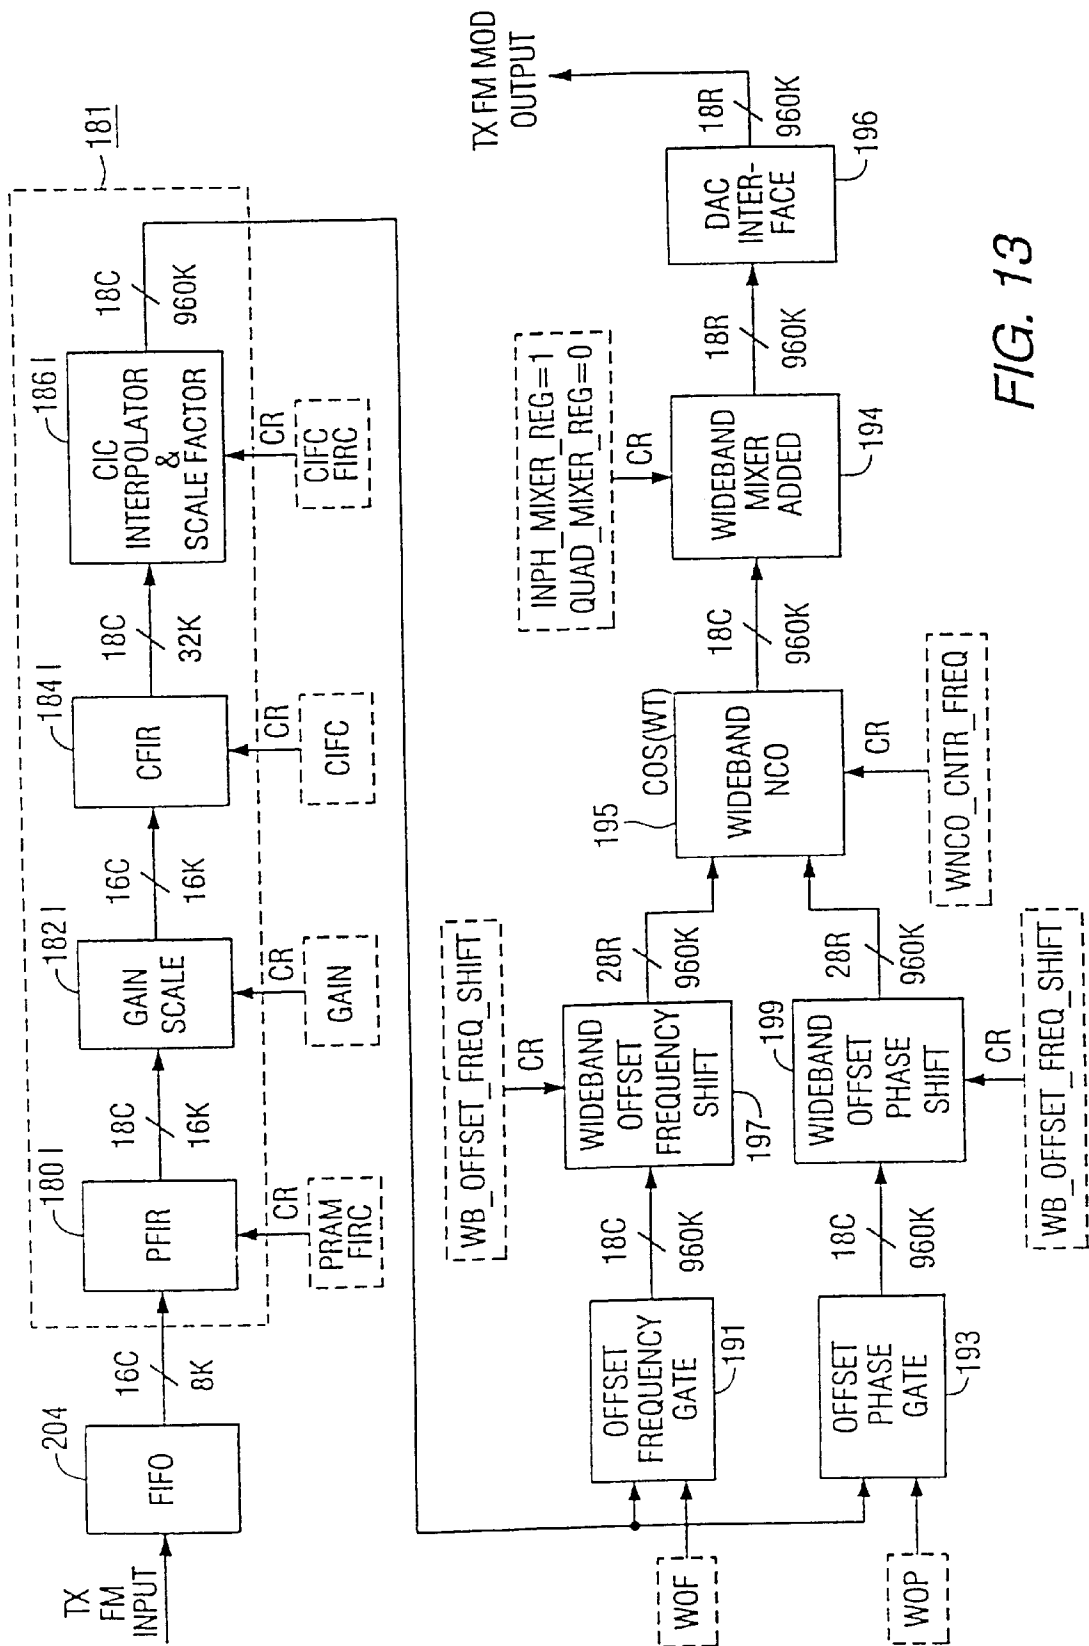 TX
FM
INPUT
204
FIFO
16C
8K
181
180 I
PFIR
CR
PRAM
FIRC
18C
16K
182 I
GAIN
SCALE
CR
GAIN
16C
16K
184 I
CFIR
CR
CIFC
18C
32K
186 I
CIC
INTERPOLATOR
&
SCALE FACTOR
CR
CIFC
FIRC
18C
960K
WOF
WOP
OFFSET
FREQUENCY
GATE
191
OFFSET
PHASE
GATE
193
18C
960K
18C
960K
WB_OFFSET_FREQ_SHIFT
CR
WIDEBAND
OFFSET
FREQUENCY
SHIFT
197
199
WIDEBAND
OFFSET
PHASE
SHIFT
CR
WB_OFFSET_FREQ_SHIFT
28R
960K
28R
960K
195
COS(WT)
WIDEBAND
NCO
CR
WNCO_CNTR_FREQ
18C
960K
INPH_MIXER_REG=1
QUAD_MIXER_REG=0
CR
WIDEBAND
MIXER
ADDED
194
18R
960K
DAC
INTER-
FACE
196
18R
960K
TX FM MOD
OUTPUT
FIG. 13